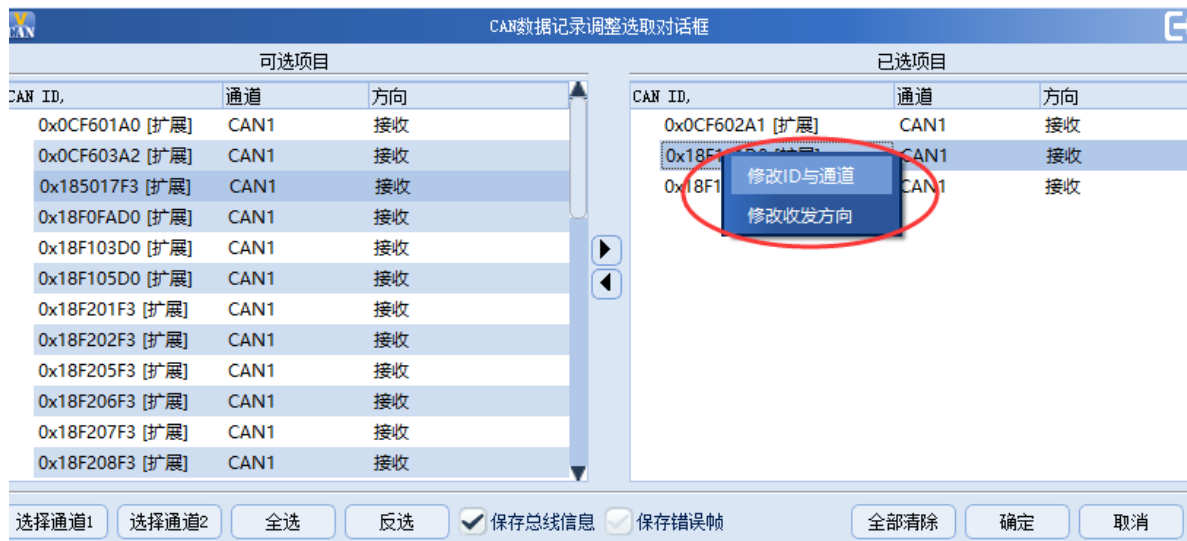 CAN CAN数据记录调整选取对话框
可选项目 已选项目
CAN ID, 通道 方向 CAN ID, 通道 方向
0x0CF601A0 [扩展] CAN1 接收 0x0CF602A1 [扩展] CAN1 接收
0x0CF603A2 [扩展] CAN1 接收 CAN1 接收
0x185017F3 [扩展] CAN1 接收 0x18F1 修改ID与通道 CAN1 接收
0x18F0FAD0 [扩展] CAN1 接收 修改收发方向
0x18F103D0 [扩展] CAN1 接收
0x18F105D0 [扩展] CAN1 接收
0x18F201F3 [扩展] CAN1 接收
0x18F202F3 [扩展] CAN1 接收
0x18F205F3 [扩展] CAN1 接收
0x18F206F3 [扩展] CAN1 接收
0x18F207F3 [扩展] CAN1 接收
0x18F208F3 [扩展] CAN1 接收
选择通道1 选择通道2 全选 反选 保存总线信息 保存错误帧 全部清除 确定 取消